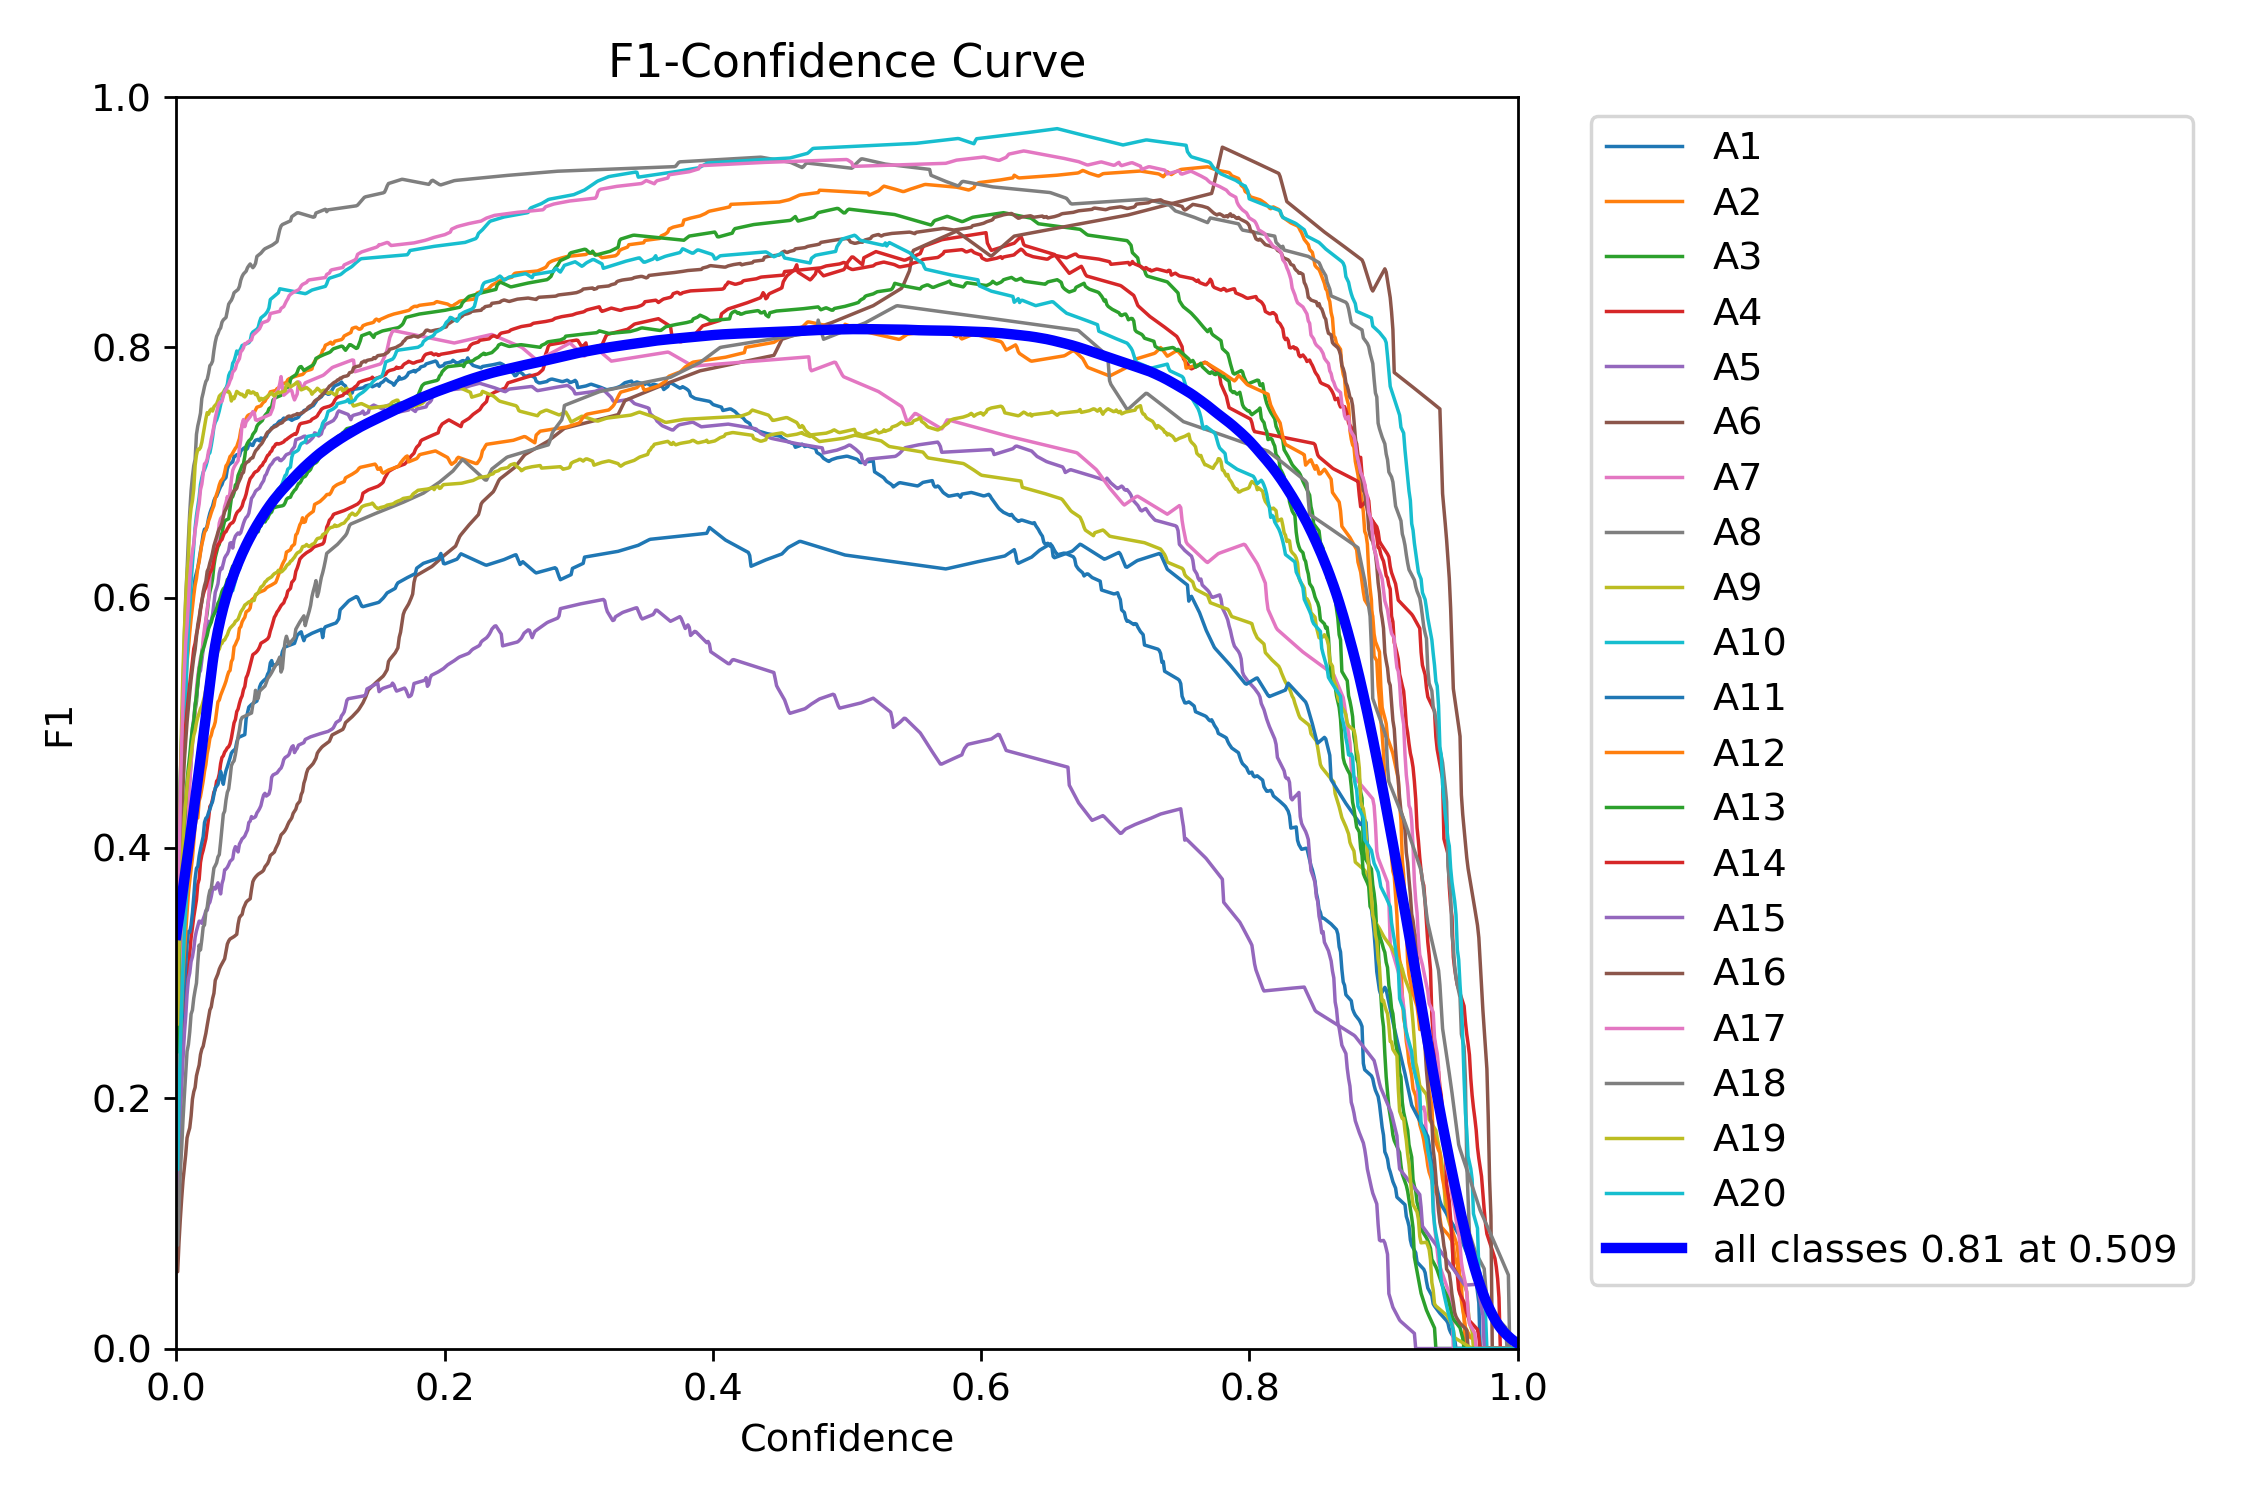 F1-Confidence Curve
1.0
0.8
0.6
0.4
0.2
0.0
F1
0.0 0.2 0.4 0.6 0.8 1.0
Confidence
A1
A2
A3
A4
A5
A6
A7
A8
A9
A10
A11
A12
A13
A14
A15
A16
A17
A18
A19
A20
all classes 0.81 at 0.509